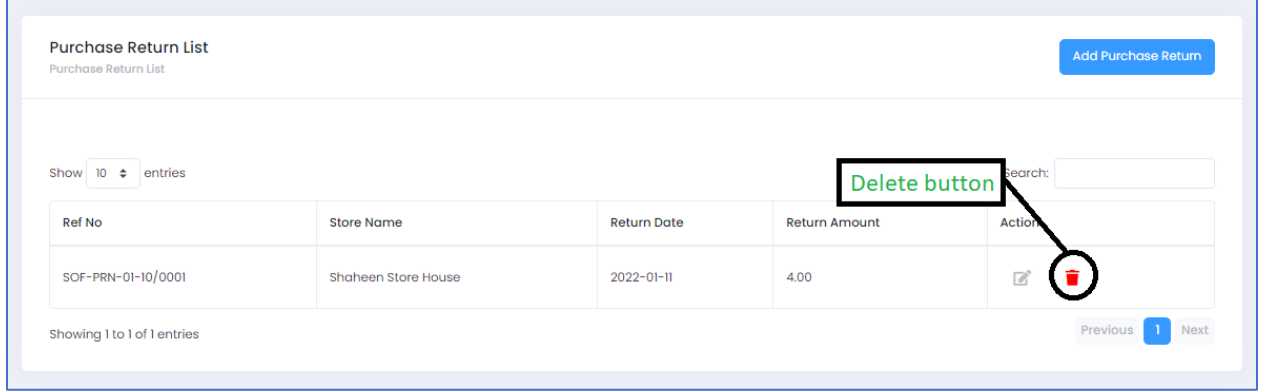 Purchase Return List
Purchase Return List
Add Purchase Return
Show 10 entries
Delete button
Search:
Ref No Store Name Return Date Return Amount Action
SOF-PRN-01-10/0001 Shaheen Store House 2022-01-11 4.00
Showing 1 to 1 of 1 entries
Previous 1 Next